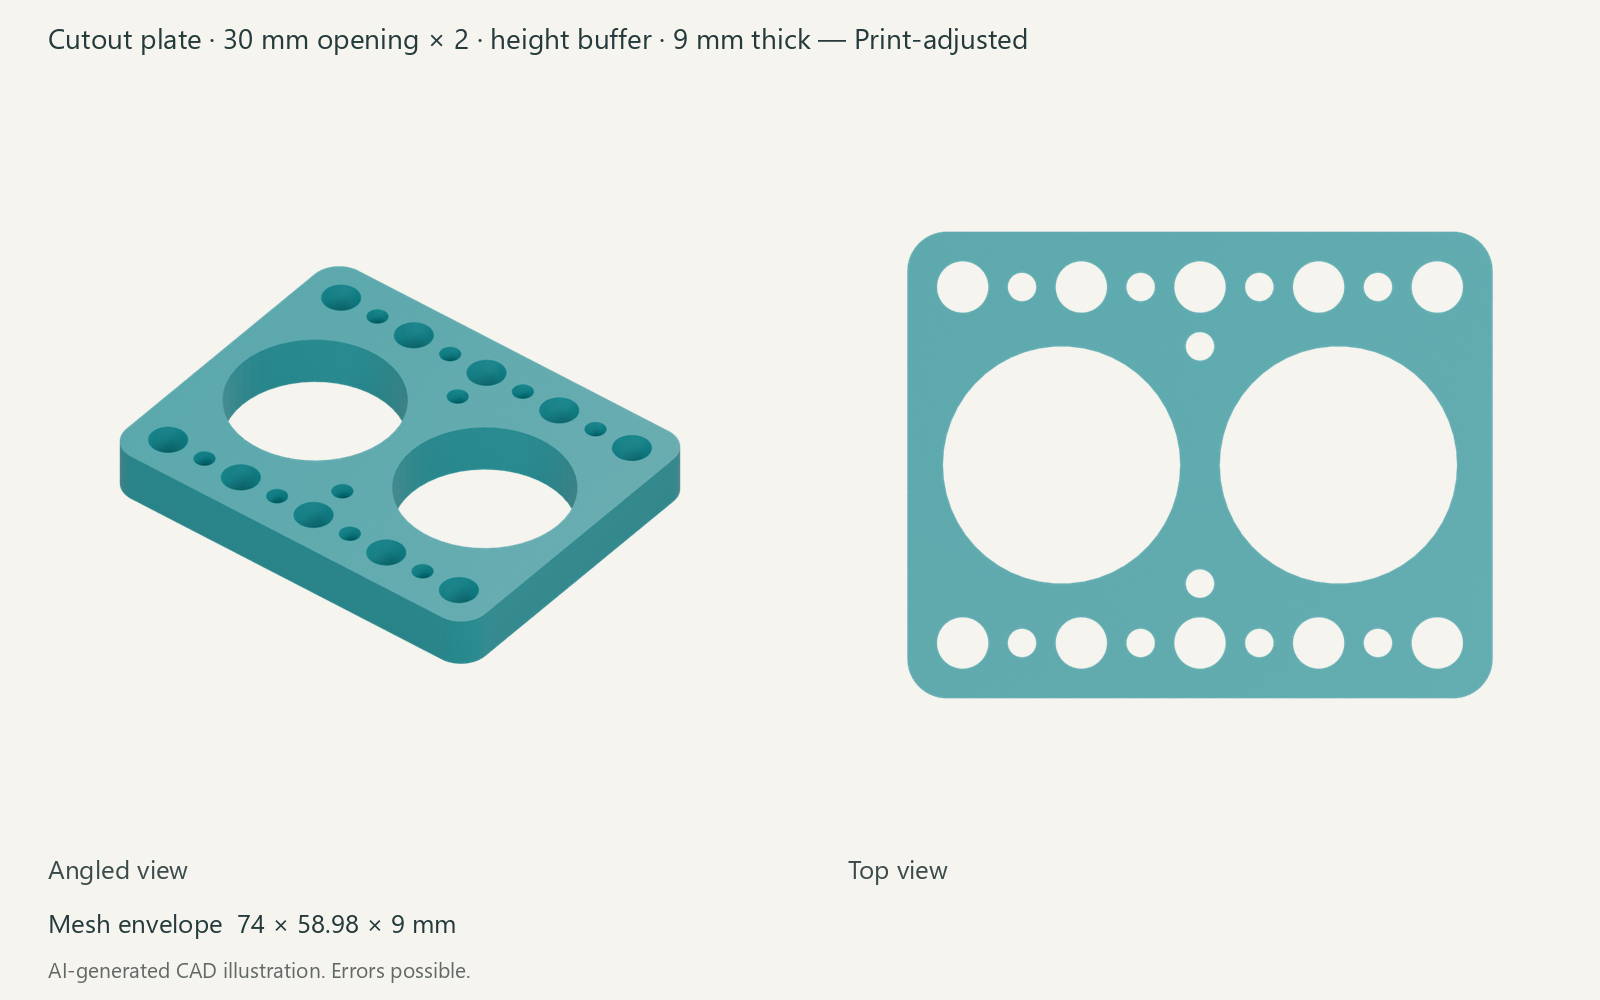 Cutout plate · 30 mm opening × 2 · height buffer · 9 mm thick — Print-adjusted
Angled view
Top view
Mesh envelope  74 × 58.98 × 9 mm
AI-generated CAD illustration. Errors possible.